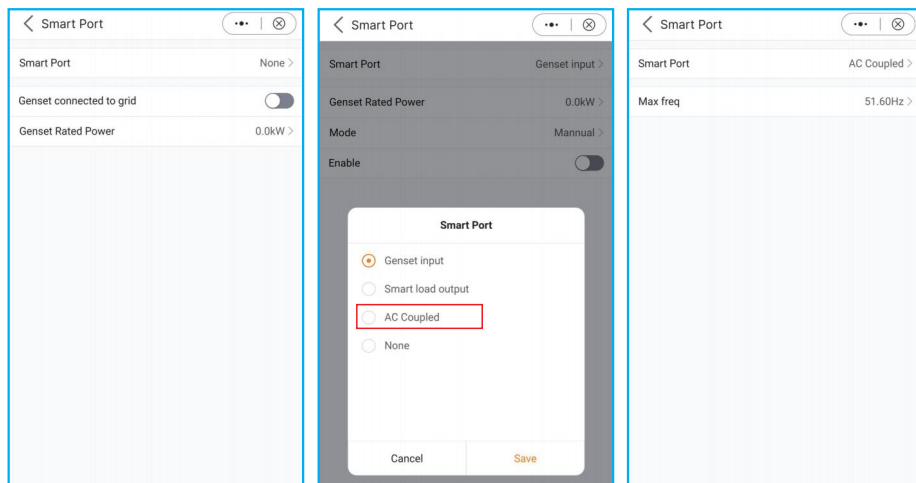 Smart Port
Smart Port None
Genset connected to grid
Genset Rated Power 0.0kW
Smart Port
Smart Port Genset input
Genset Rated Power 0.0kW
Mode Mannual
Enable
Smart Port
Genset input
Smart load output
AC Coupled
None
Cancel Save
Smart Port
Smart Port AC Coupled
Max freq 51.60Hz